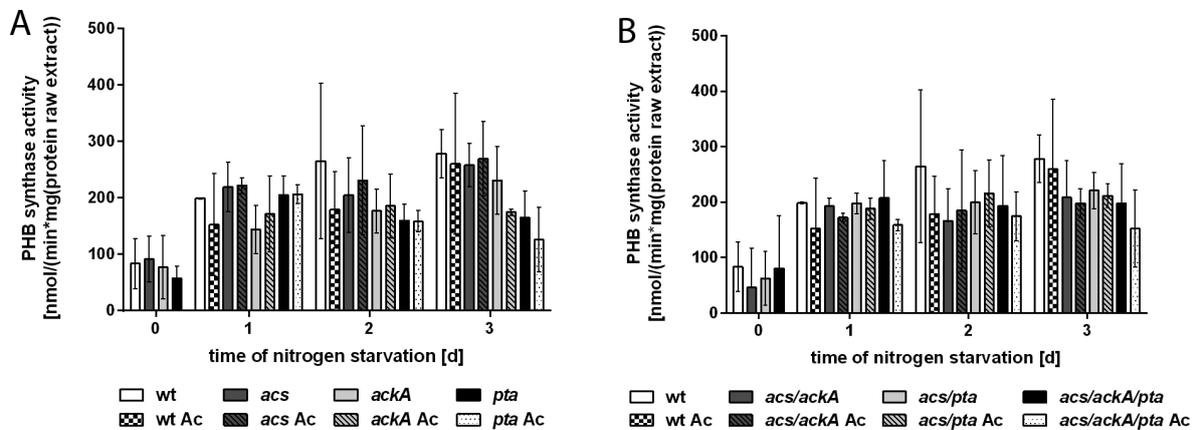 A
PHB synthase activity
[nmol/(min*mg(protein raw extract))
500
400
300
200
100
0
0 1 2 3
time of nitrogen starvation [d]
wt acs ackA pta
wt Ac acs Ac ackA Ac pta Ac
B
PHB synthase activity
[nmol/(min*mg(protein raw extract))
500
400
300
200
100
0
0 1 2 3
time of nitrogen starvation [d]
wt acs/ackA acs/pta acs/ackA/pta
wt Ac acs/ackA Ac acs/pta Ac acs/ackA/pta Ac